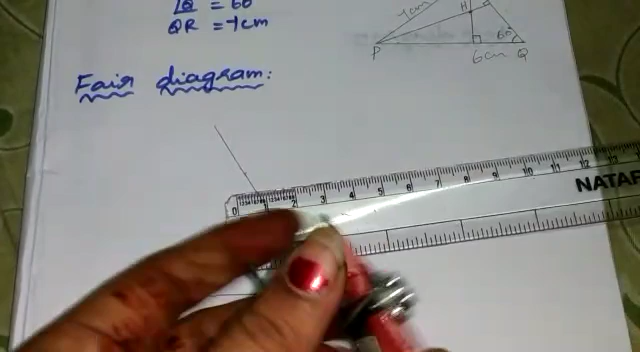 ∠Q = 60
QR = 7cm
7cm
H
60
P
6cm Q
Fair diagram:
0 1 2 3 4 5 6 7 8 9 10 11 12 13
NATAR